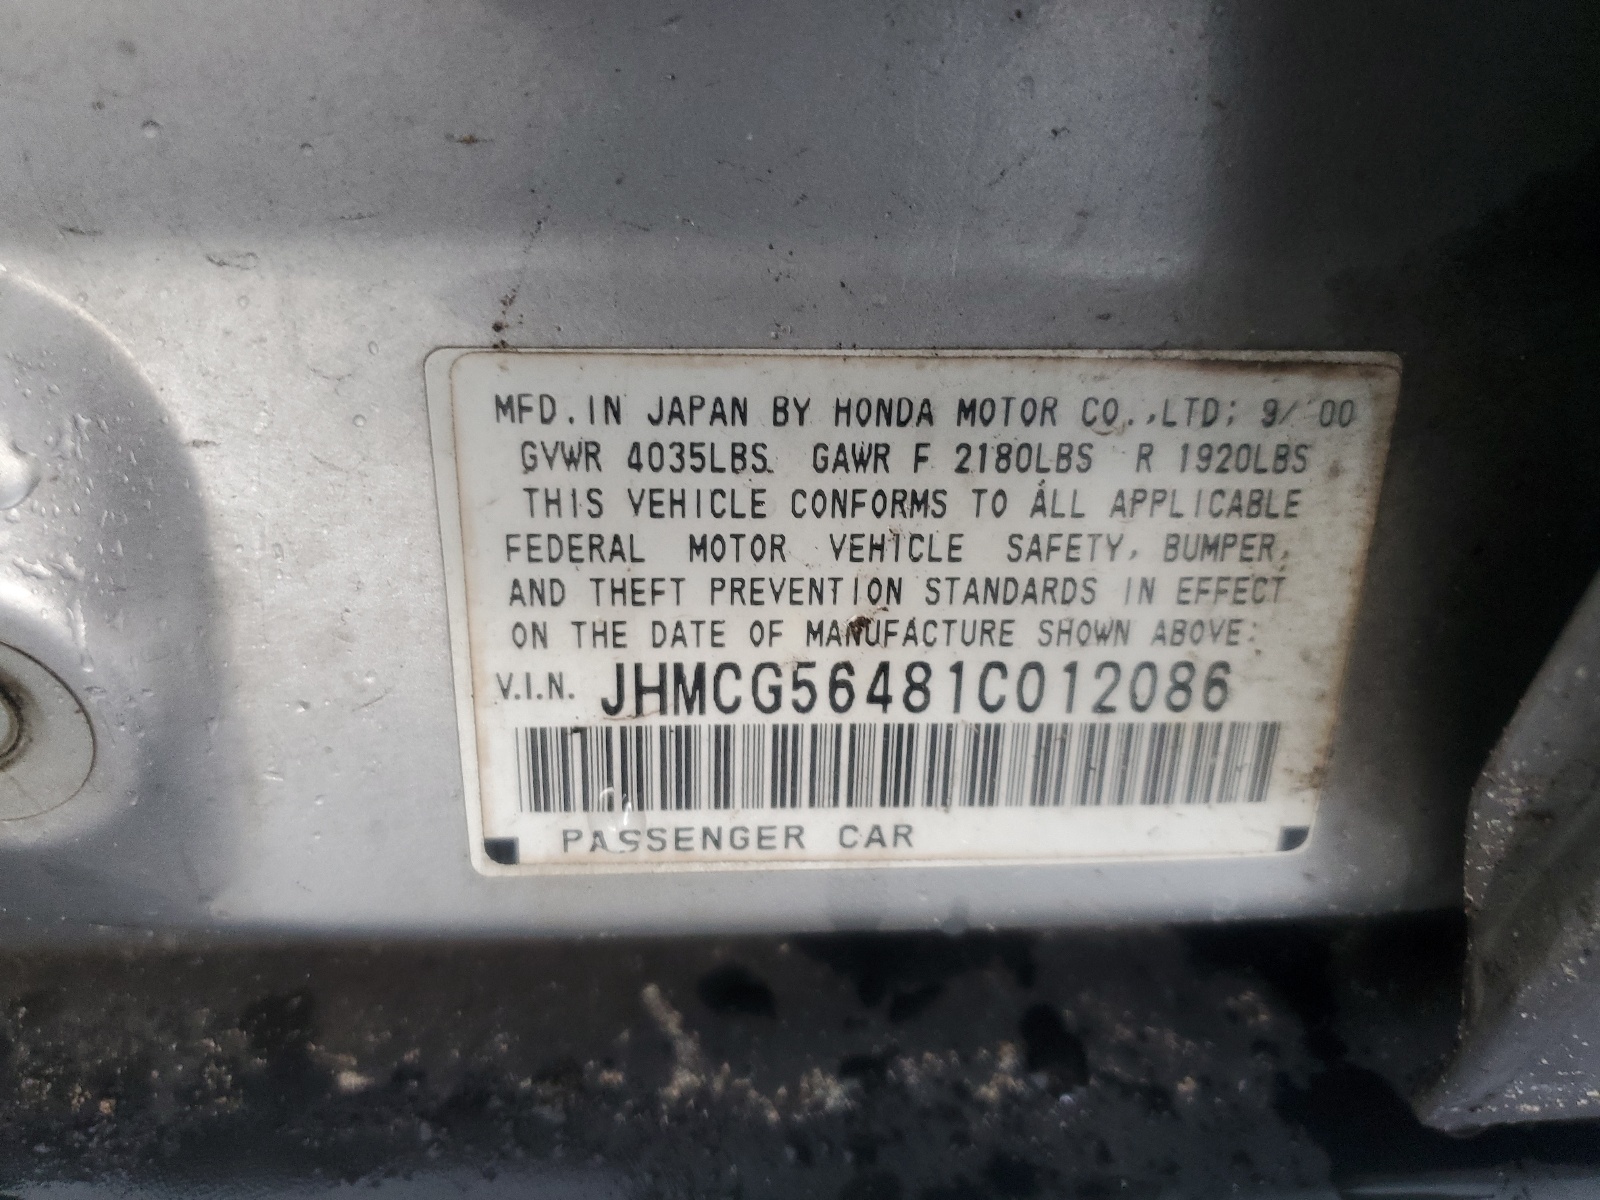 MFD. IN JAPAN BY HONDA MOTOR CO.,LTD; 9/ 00
GVWR 4035LBS. GAWR F 2180LBS R 1920LBS
THIS VEHICLE CONFORMS TO ALL APPLICABLE
FEDERAL MOTOR VEHICLE SAFETY, BUMPER,
AND THEFT PREVENTION STANDARDS IN EFFECT
ON THE DATE OF MANUFACTURE SHOWN ABOVE:
V.I.N. JHMCG56481C012086
PASSENGER CAR